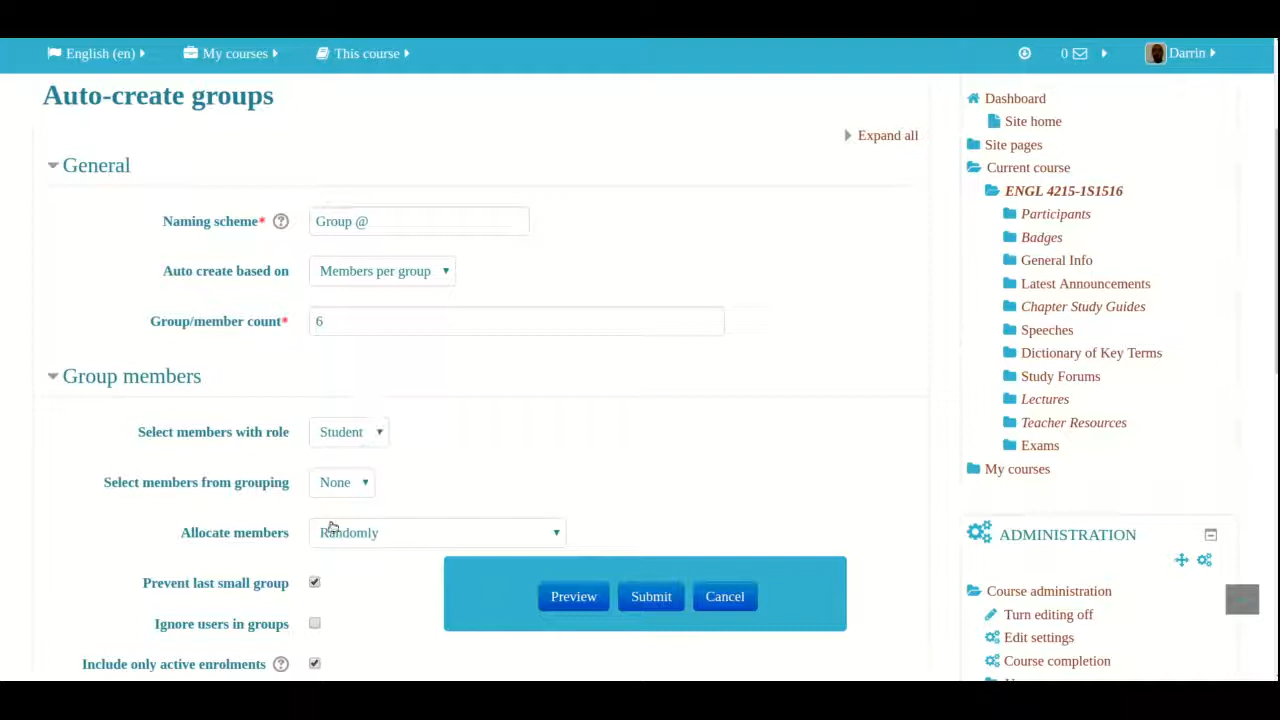 English (en) My courses This course 0 Darrin
Auto-create groups
Expand all
General
Naming scheme* Group @
Auto create based on Members per group
Group/member count* 6
Group members
Select members with role Student
Select members from grouping None
Allocate members Randomly
Prevent last small group
Preview Submit Cancel
Ignore users in groups
Include only active enrolments
Dashboard
Site home
Site pages
Current course
ENGL 4215-1S1516
Participants
Badges
General Info
Latest Announcements
Chapter Study Guides
Speeches
Dictionary of Key Terms
Study Forums
Lectures
Teacher Resources
Exams
My courses
ADMINISTRATION
Course administration
Turn editing off
Edit settings
Course completion